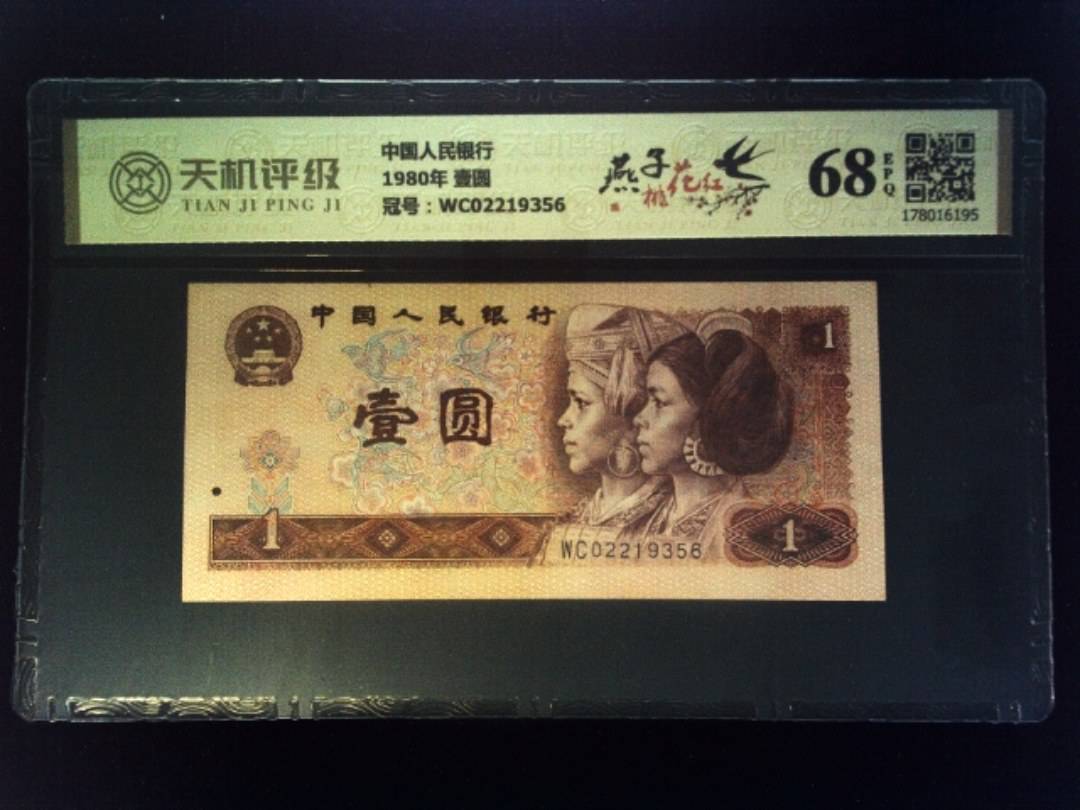 天机评级
TIAN JI PING JI
中国人民银行
1980年 壹圆
冠号：WC02219356
燕子
桃花红
68
EPQ
178016195
中国人民银行
1
壹圆
1
WC02219356
1